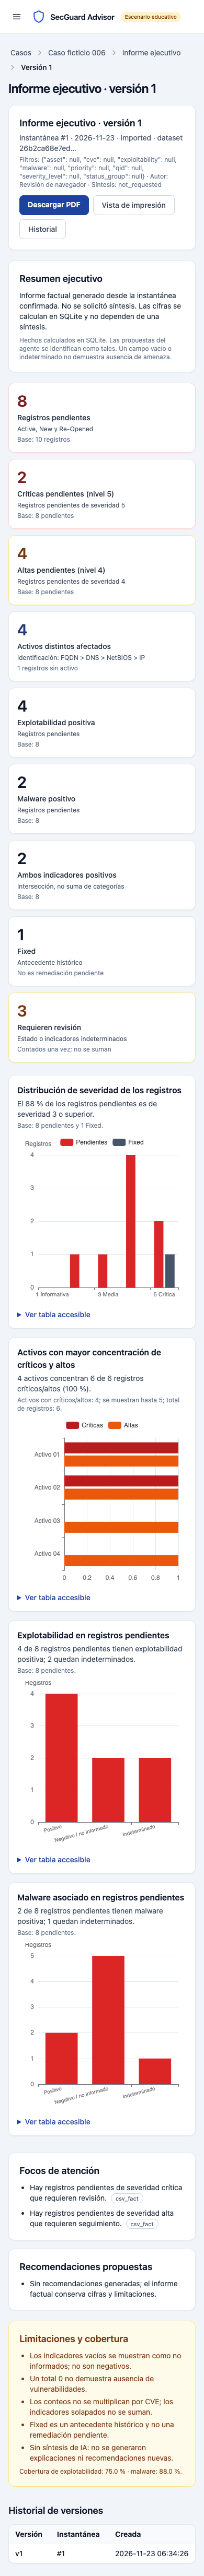 SecGuard Advisor
Escenario educativo
Casos > Caso ficticio 006 > Informe ejecutivo
> Versión 1
Informe ejecutivo · versión 1
Informe ejecutivo · versión 1
Instantánea #1 · 2026-11-23 · imported · dataset
26b2ca68e7ed…
Filtros: {"asset": null, "cve": null, "exploitability": null,
"malware": null, "priority": null, "qid": null,
"severity_level": null, "status_group": null} · Autor:
Revisión de navegador · Síntesis: not_requested
Descargar PDF
Vista de impresión
Historial
Resumen ejecutivo
Informe factual generado desde la instantánea
confirmada. No se solicitó síntesis. Las cifras se
calculan en SQLite y no dependen de una
síntesis.
Hechos calculados en SQLite. Las propuestas del
agente se identifican como tales. Un campo vacío o
indeterminado no demuestra ausencia de amenaza.
8
Registros pendientes
Active, New y Re-Opened
Base: 10 registros
2
Críticas pendientes (nivel 5)
Registros pendientes de severidad 5
Base: 8 pendientes
4
Altas pendientes (nivel 4)
Registros pendientes de severidad 4
Base: 8 pendientes
4
Activos distintos afectados
Identificación: FQDN > DNS > NetBIOS > IP
1 registros sin activo
4
Explotabilidad positiva
Registros pendientes
Base: 8
2
Malware positivo
Registros pendientes
Base: 8
2
Ambos indicadores positivos
Intersección, no suma de categorías
Base: 8
1
Fixed
Antecedente histórico
No es remediación pendiente
3
Requieren revisión
Estado o indicadores indeterminados
Contados una vez; no se suman
Distribución de severidad de los registros
El 88 % de los registros pendientes es de
severidad 3 o superior.
Base: 8 pendientes y 1 Fixed.
Registros
Pendientes
Fixed
4
3
2
1
0
1 Informativa
3 Media
5 Crítica
Ver tabla accesible
Activos con mayor concentración de
críticos y altos
4 activos concentran 6 de 6 registros
críticos/altos (100 %).
Activos con críticos/altos: 4; se muestran hasta 5; total
de registros: 6.
Críticas
Altas
Activo 01
Activo 02
Activo 03
Activo 04
0
0.2
0.4
0.6
0.8
1
Ver tabla accesible
Explotabilidad en registros pendientes
4 de 8 registros pendientes tienen explotabilidad
positiva; 2 quedan indeterminados.
Base: 8 pendientes.
Registros
4
3
2
1
0
Positivo
Negativo / no informado
Indeterminado
Ver tabla accesible
Malware asociado en registros pendientes
2 de 8 registros pendientes tienen malware
positiva; 1 quedan indeterminados.
Base: 8 pendientes.
Registros
5
4
3
2
1
0
Positivo
Negativo / no informado
Indeterminado
Ver tabla accesible
Focos de atención
• Hay registros pendientes de severidad crítica
que requieren revisión. csv_fact
• Hay registros pendientes de severidad alta
que requieren seguimiento. csv_fact
Recomendaciones propuestas
• Sin recomendaciones generadas; el informe
factual conserva cifras y limitaciones.
Limitaciones y cobertura
• Los indicadores vacíos se muestran como no
informados; no son negativos.
• Un total 0 no demuestra ausencia de
vulnerabilidades.
• Los conteos no se multiplican por CVE; los
indicadores solapados no se suman.
• Fixed es un antecedente histórico y no una
remediación pendiente.
• Sin síntesis de IA: no se generaron
explicaciones ni recomendaciones nuevas.
Cobertura de explotabilidad: 75.0 % · malware: 88.0 %.
Historial de versiones
Versión Instantánea Creada
v1 #1 2026-11-23 06:34:26